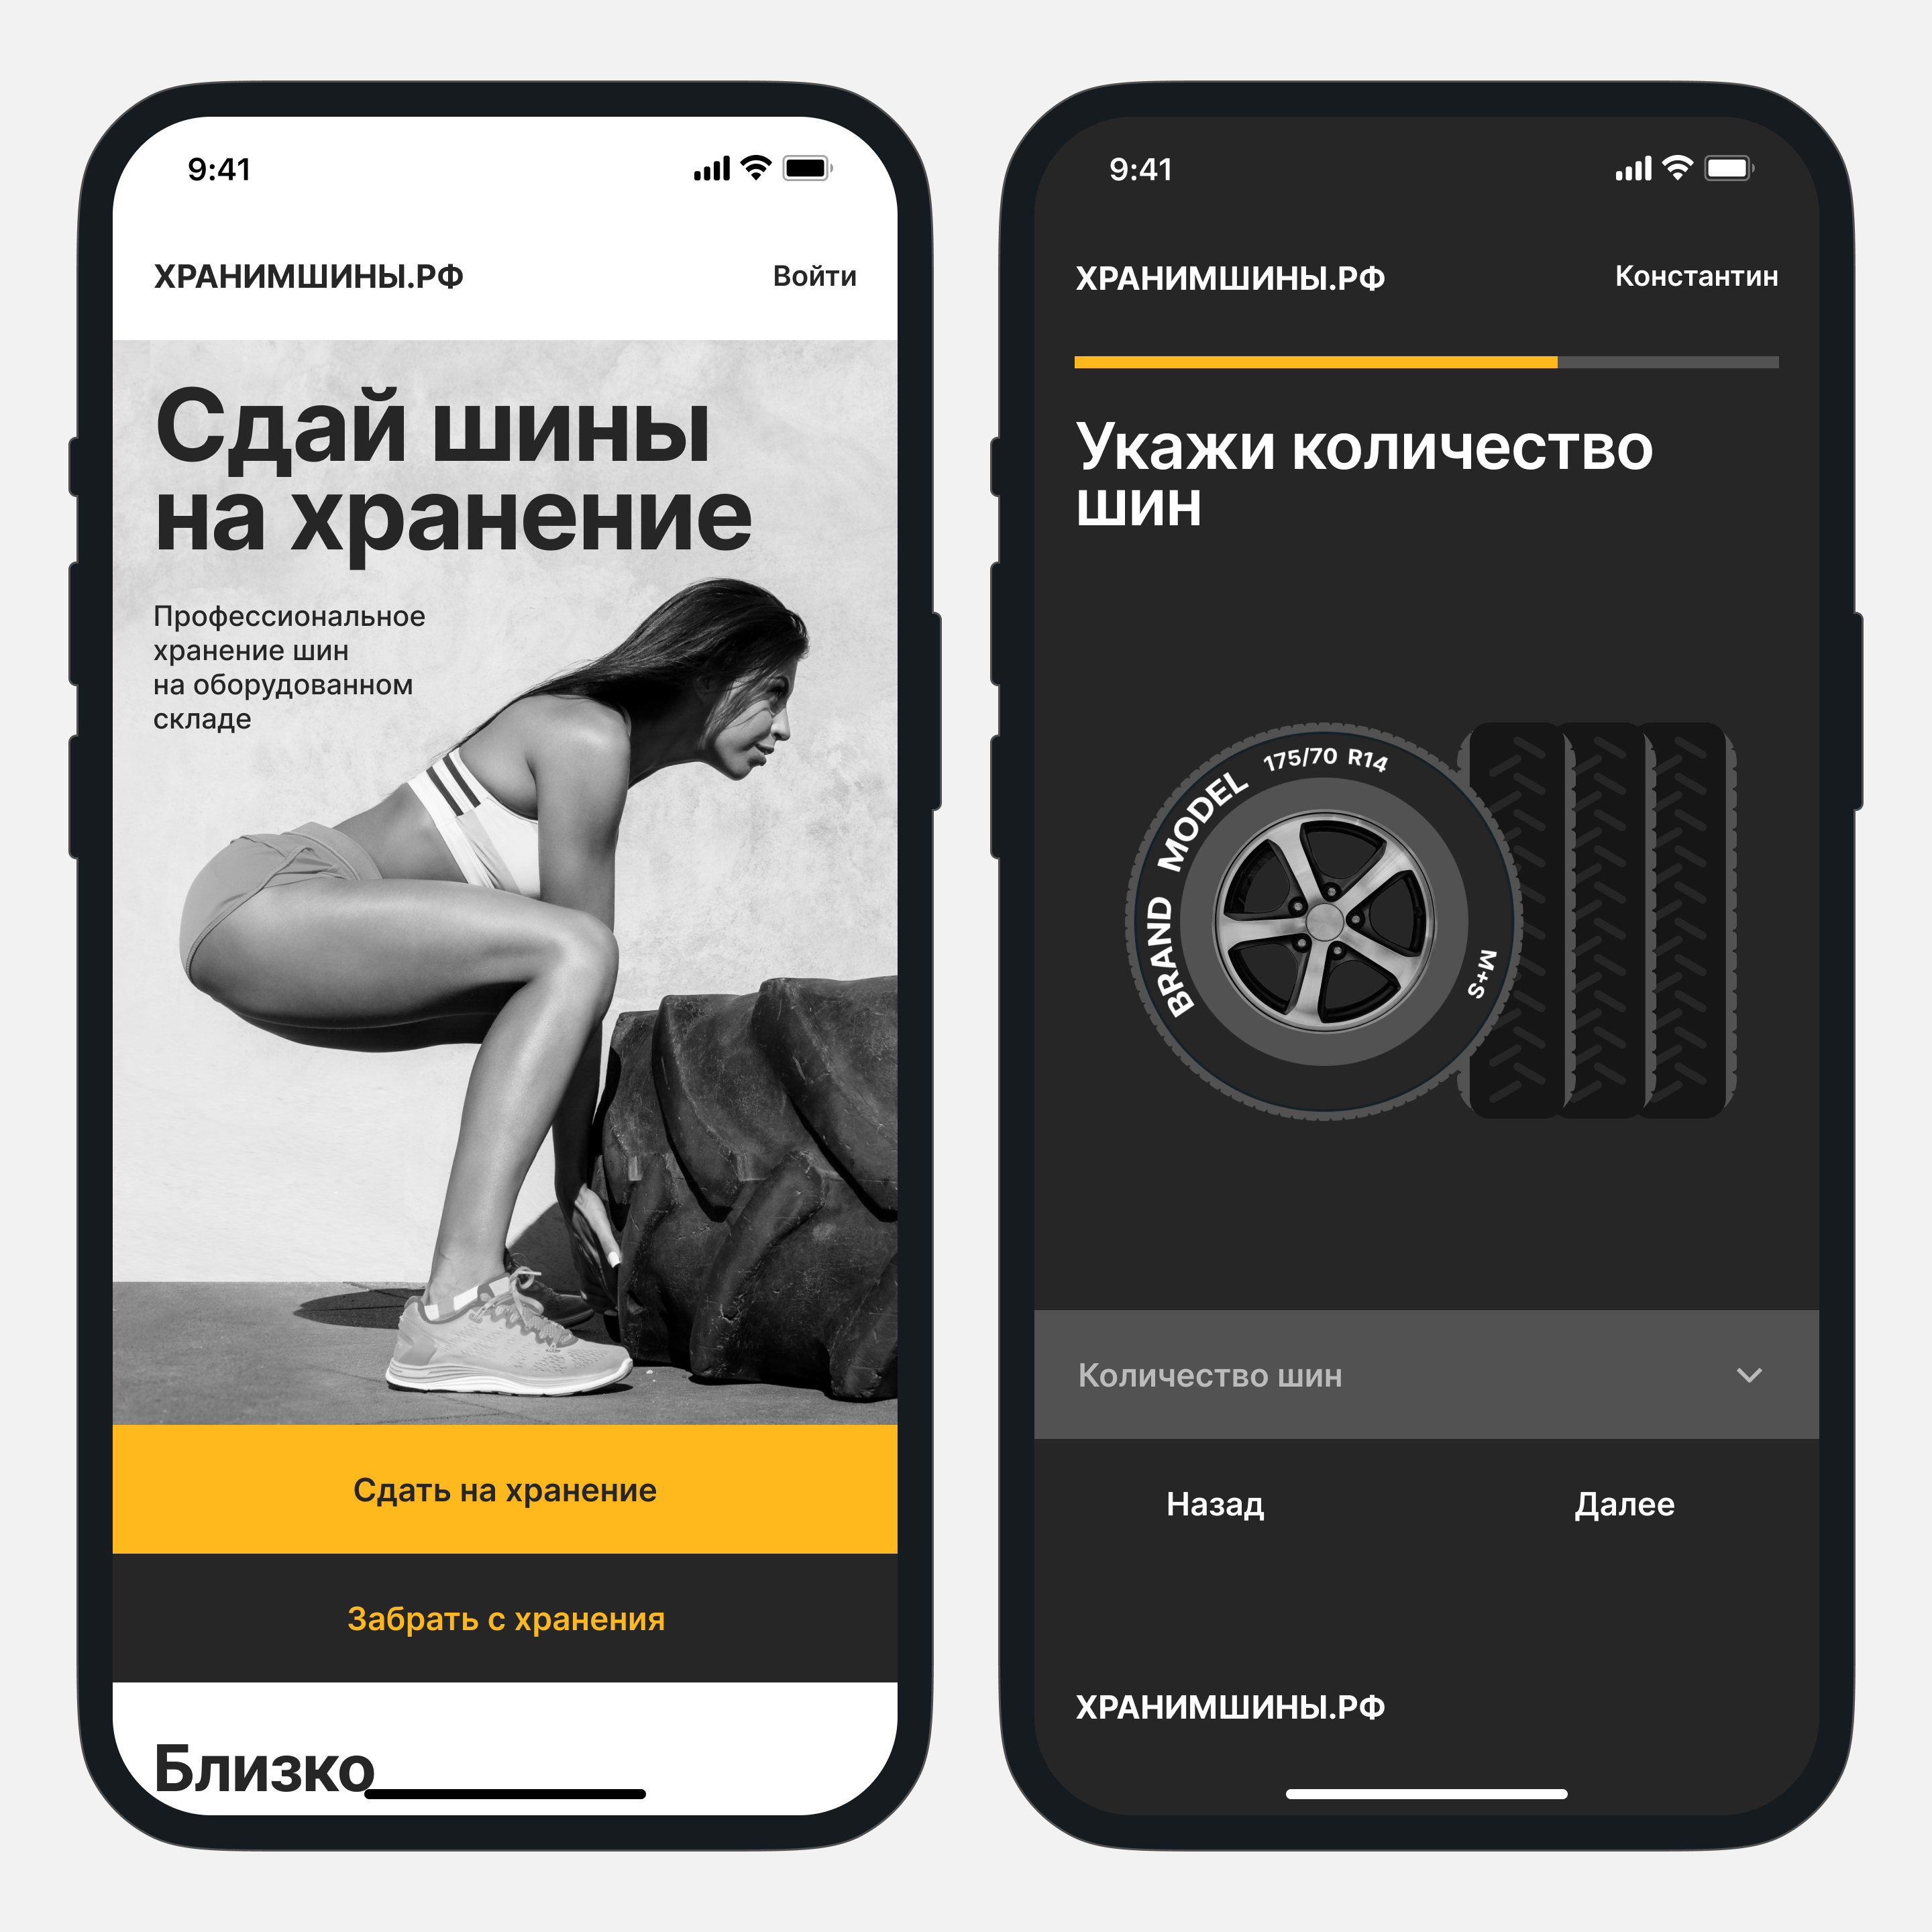 9:41
ХРАНИМШИНЫ.РФ
Войти
Сдай шины
на хранение
Профессиональное
хранение шин
на оборудованном
складе
Сдать на хранение
Забрать с хранения
Близко
9:41
ХРАНИМШИНЫ.РФ
Константин
Укажи количество
шин
BRAND MODEL 175/70 R14
M+S
Количество шин
Назад
Далее
ХРАНИМШИНЫ.РФ